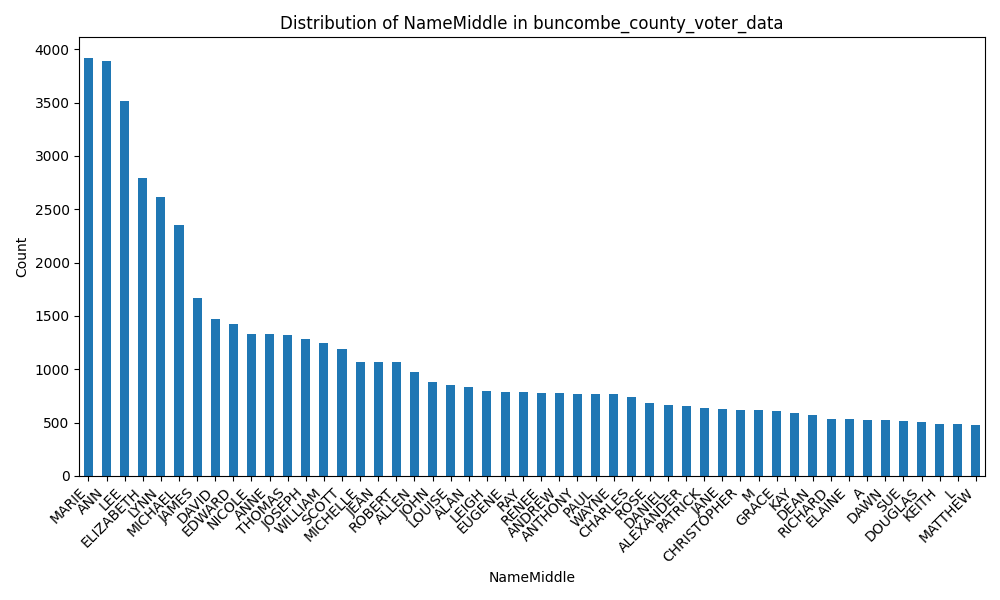 Distribution of NameMiddle in buncombe_county_voter_data
4000
3500
3000
2500
2000
1500
1000
500
0
Count
MARIE
ANN
LEE
ELIZABETH
LYNN
MICHAEL
JAMES
DAVID
EDWARD
NICOLE
ANNE
THOMAS
JOSEPH
WILLIAM
SCOTT
MICHELLE
JEAN
ROBERT
ALLEN
JOHN
LOUISE
ALAN
LEIGH
EUGENE
RAY
RENEE
ANDREW
ANTHONY
PAUL
WAYNE
CHARLES
ROSE
DANIEL
ALEXANDER
PATRICK
JANE
CHRISTOPHER
M
GRACE
KAY
DEAN
RICHARD
ELAINE
A
DAWN
SUE
DOUGLAS
KEITH
L
MATTHEW
NameMiddle